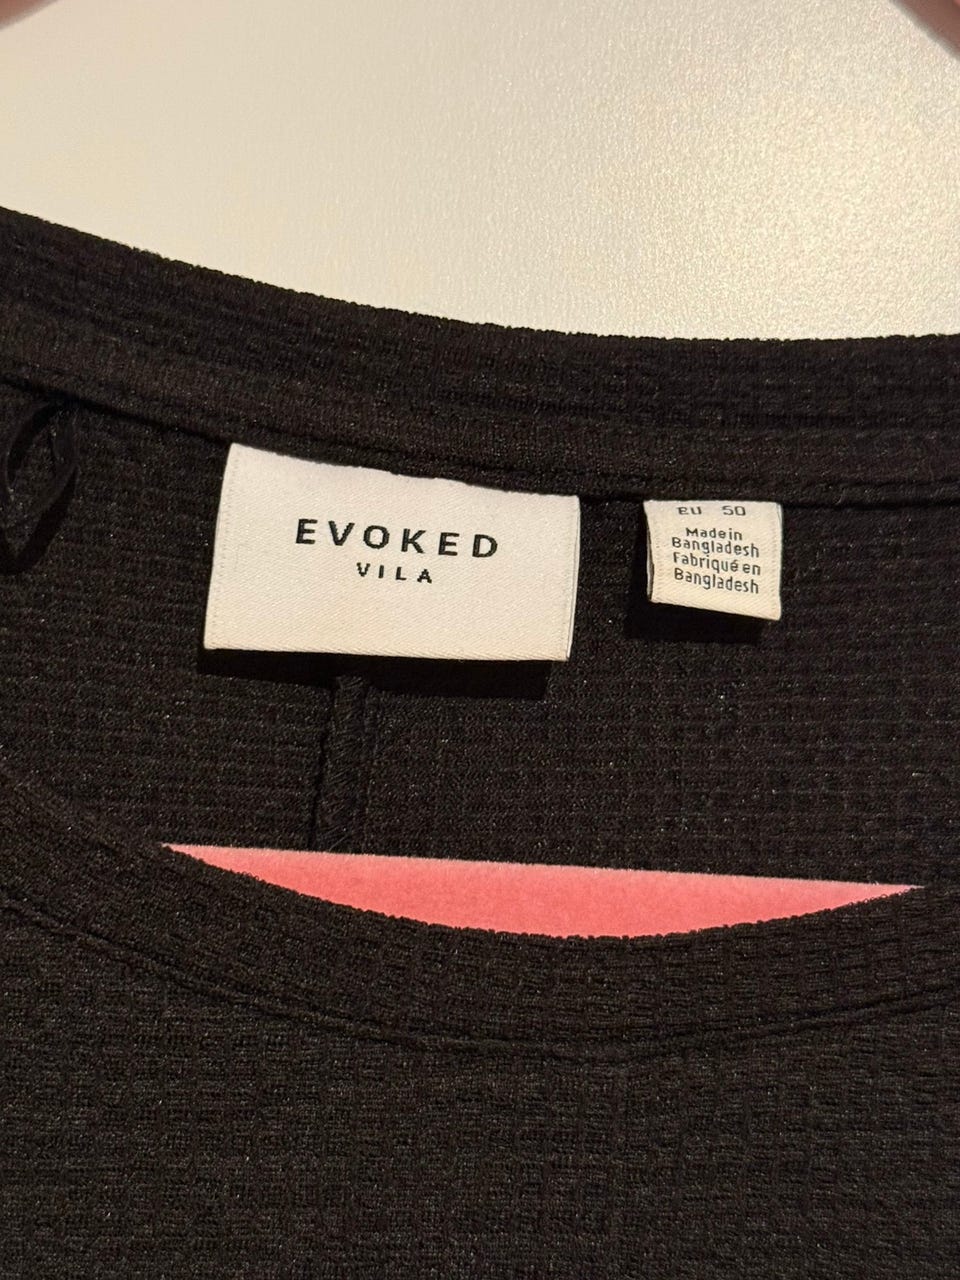 EVOKED
VILA
EU 50
Made in
Bangladesh
Fabriqué en
Bangladesh